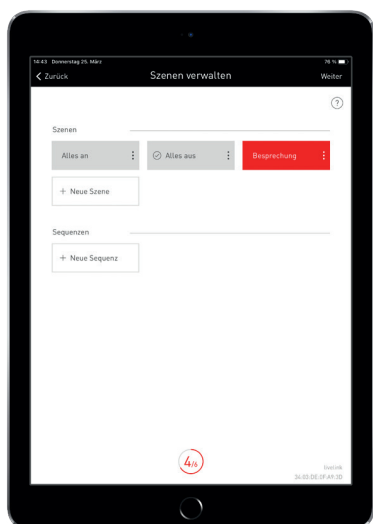 14:43 Donnerstag 25. März 76 %
Zurück Szenen verwalten Weiter
?
Szenen
Alles an Alles aus Besprechung
+ Neue Szene
Sequenzen
+ Neue Sequenz
4/6